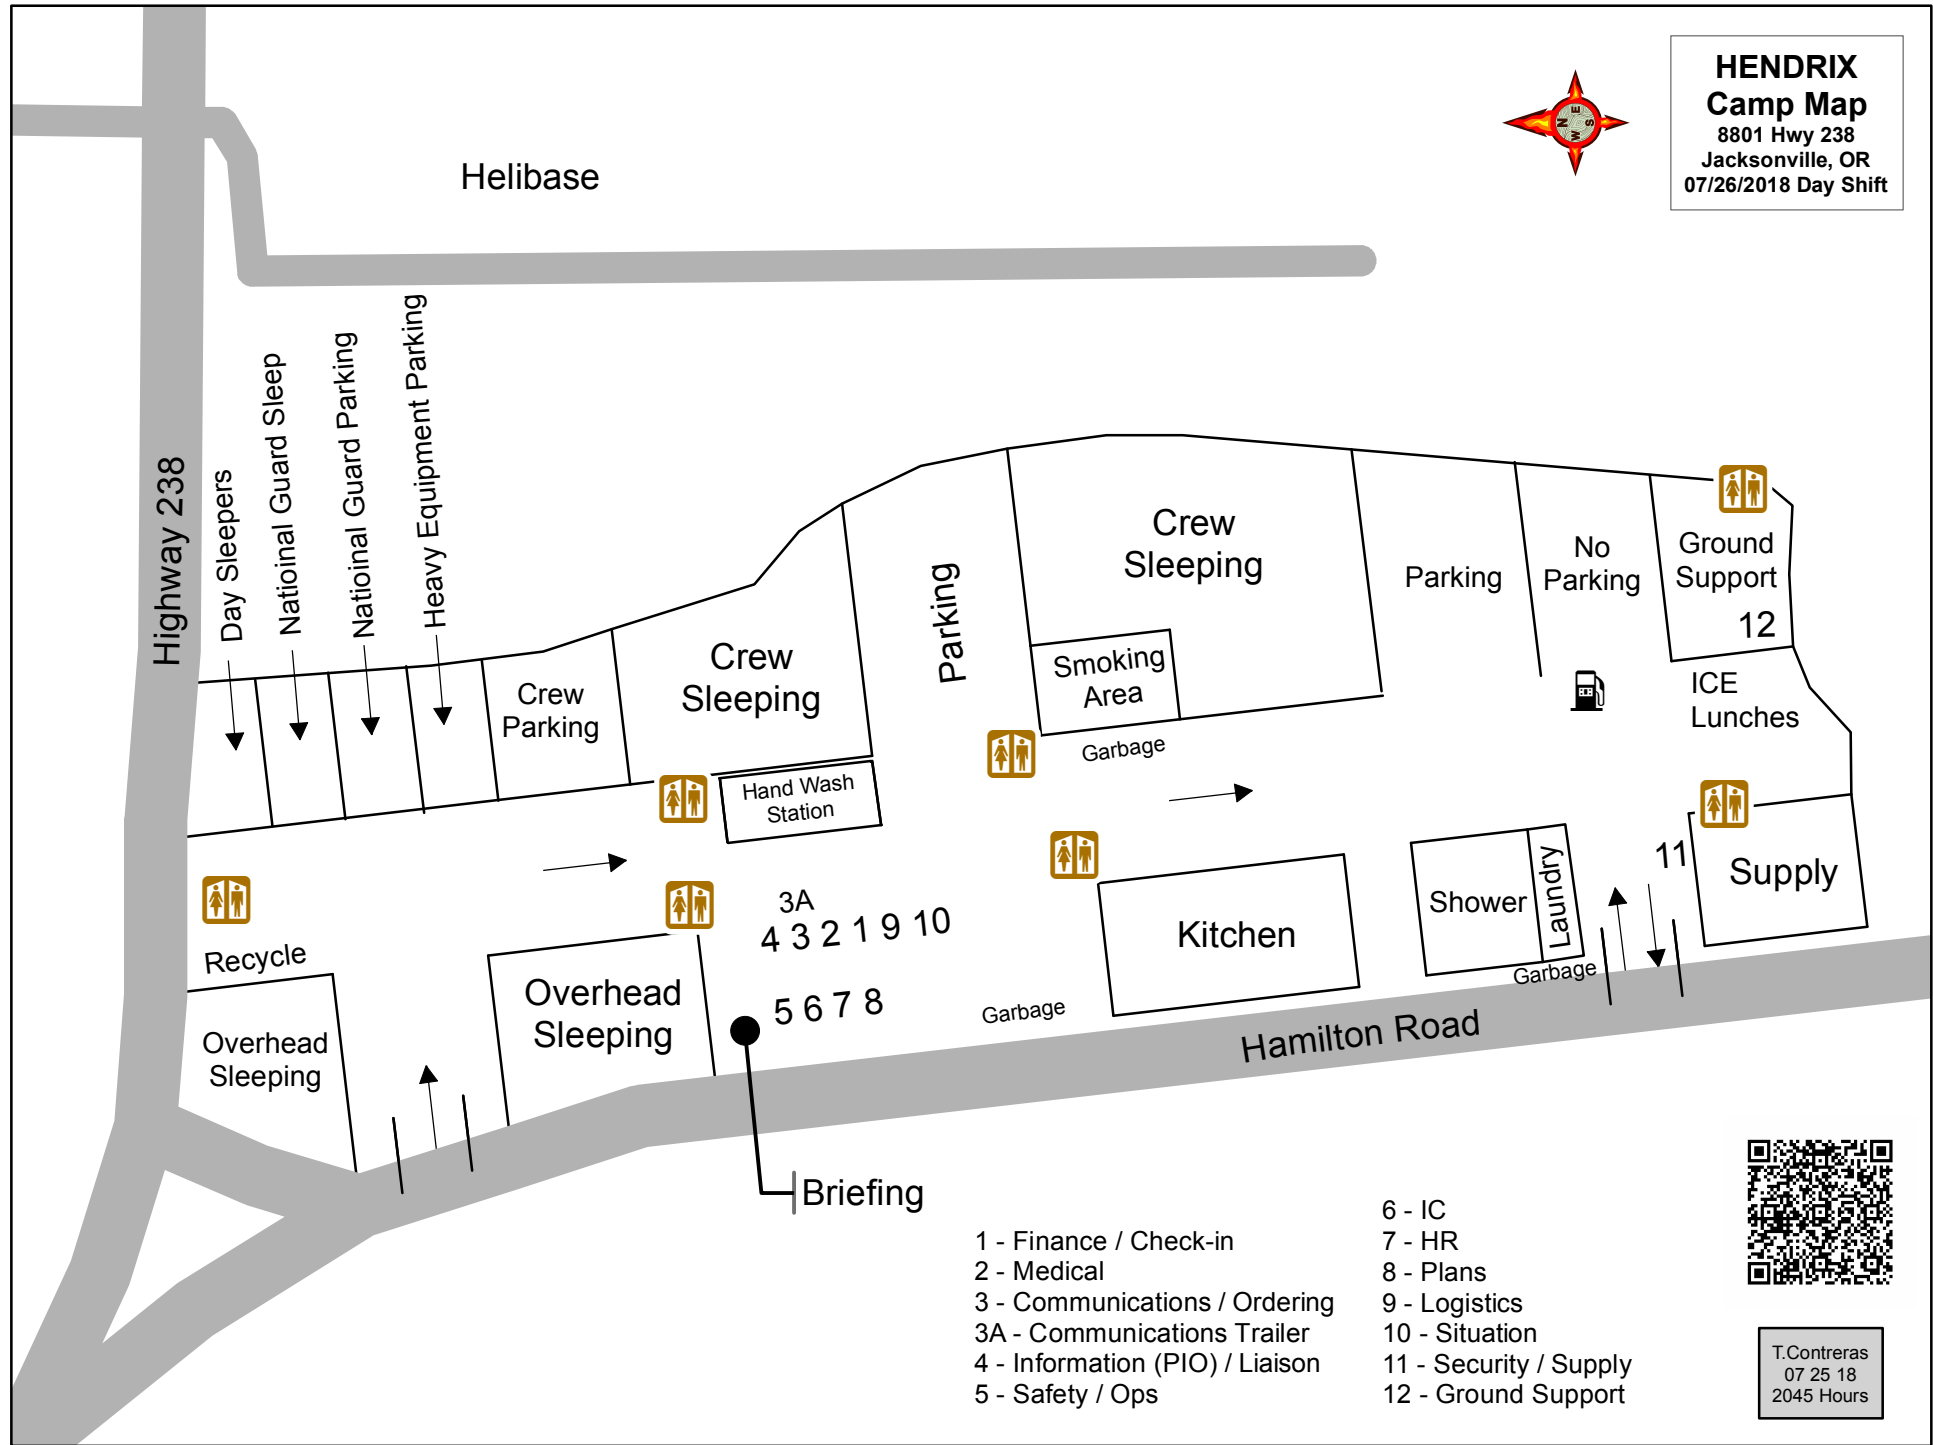 HENDRIX
Camp Map
8801 Hwy 238
Jacksonville, OR
07/26/2018 Day Shift
N
E
S
W
Helibase
Highway 238
Day Sleepers
Natioinal Guard Sleep
Natioinal Guard Parking
Heavy Equipment Parking
Crew
Parking
Crew
Sleeping
Parking
Crew
Sleeping
Smoking
Area
Garbage
Parking
No
Parking
Ground
Support
12
ICE
Lunches
Hand Wash
Station
Recycle
Overhead
Sleeping
Overhead
Sleeping
3A
4 3 2 1 9 10
5 6 7 8
Garbage
Kitchen
Shower
Laundry
Garbage
11
Supply
Hamilton Road
Briefing
1 - Finance / Check-in
2 - Medical
3 - Communications / Ordering
3A - Communications Trailer
4 - Information (PIO) / Liaison
5 - Safety / Ops
6 - IC
7 - HR
8 - Plans
9 - Logistics
10 - Situation
11 - Security / Supply
12 - Ground Support
T.Contreras
07 25 18
2045 Hours